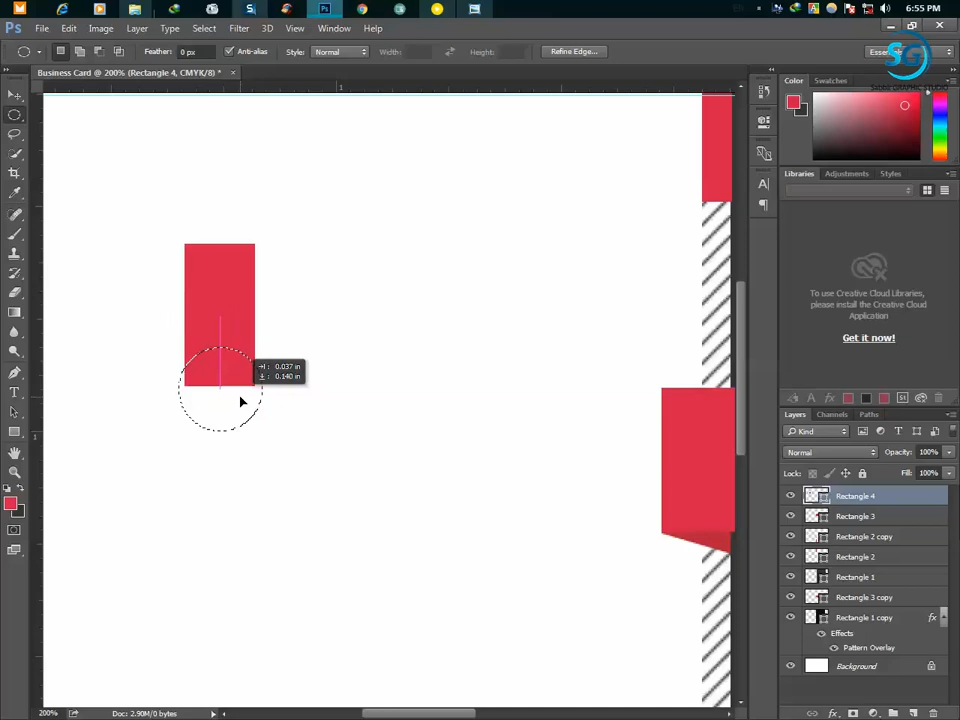 6:55 PM
Ps File Edit Image Layer Type Select Filter 3D View Window Help
Feather: 0 px Anti-alias Style: Normal Width: Height: Refine Edge... Essentials
SG
Business Card @ 200% (Rectangle 4, CMYK/8) * ×
Color Swatches
1
1
Libraries Adjustments Styles
To use Creative Cloud Libraries,
please install the Creative Cloud
Application
Get it now!
: 0.037 in
: 0.140 in
Layers Channels Paths
Kind
Normal Opacity: 100%
Lock: Fill: 100%
Rectangle 4
Rectangle 3
Rectangle 2 copy
Rectangle 2
Rectangle 1
Rectangle 3 copy
Rectangle 1 copy fx
Effects
Pattern Overlay
Background
200% Doc: 2.90M/0 bytes